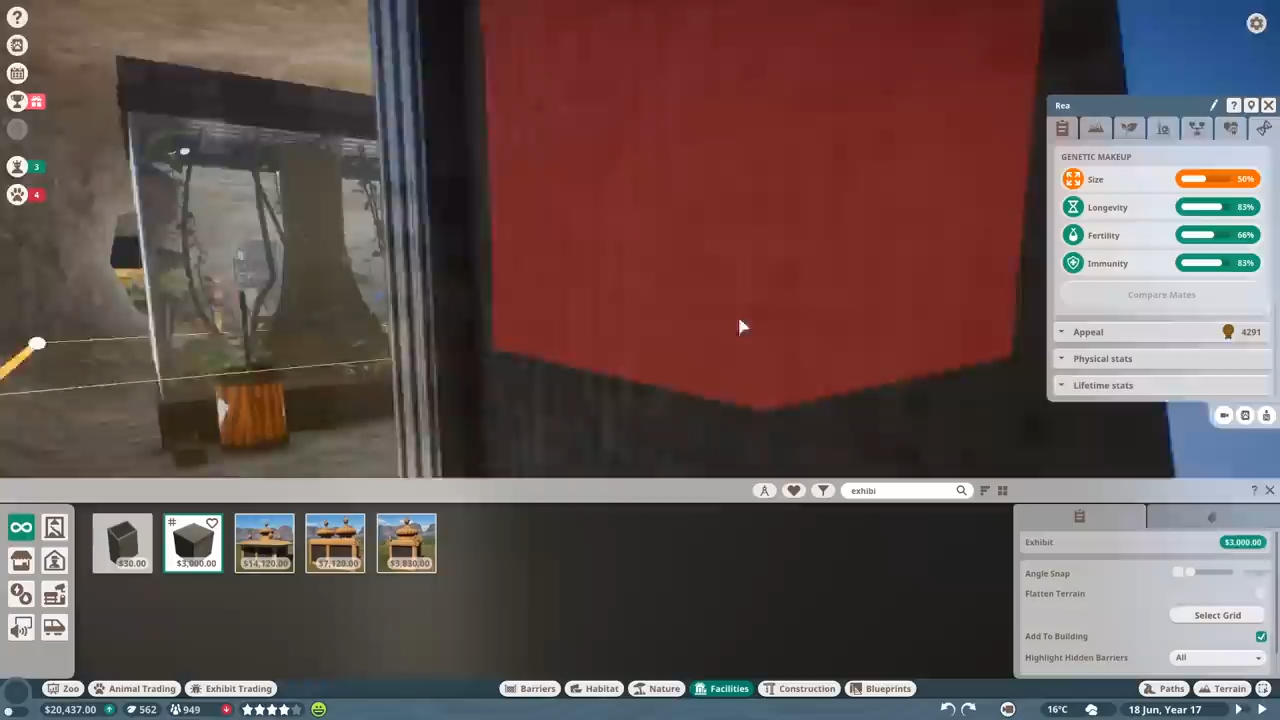 Rea
GENETIC MAKEUP
Size 50%
Longevity 83%
Fertility 66%
Immunity 83%
Compare Mates
Appeal 4291
Physical stats
Lifetime stats
3
4
exhibi
$30.00
$3,000.00
$14,120.00
$7,120.00
$3,830.00
Exhibit $3,000.00
Angle Snap
Flatten Terrain
Select Grid
Add To Building
Highlight Hidden Barriers All
Zoo
Animal Trading
Exhibit Trading
Barriers
Habitat
Nature
Facilities
Construction
Blueprints
Paths
Terrain
$20,437.00
562
949
16°C
18 Jun, Year 17